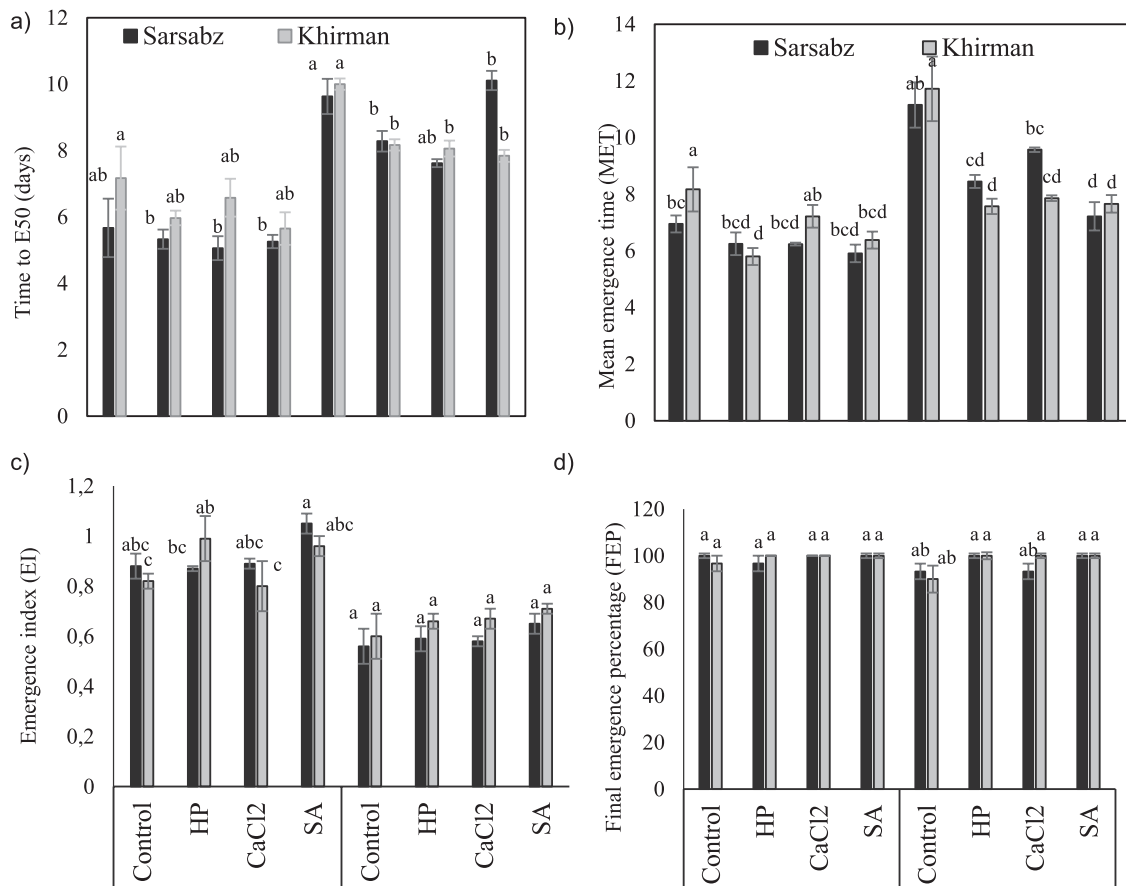 a)
Sarsabz Khirman
Time to E50 (days)
12
10
8
6
4
2
0
ab a b ab b ab b ab a a b b ab b b b
b)
Sarsabz Khirman
Mean emergence time (MET)
14
12
10
8
6
4
2
0
bc a bcd d bcd ab bcd bcd ab a cd d bc cd d d
c)
Emergence index (EI)
1,2
1
0,8
0,6
0,4
0,2
0
abc c bc ab abc c a abc a a a a a a a a
Control HP CaCl2 SA Control HP CaCl2 SA
d)
Final emergence percentage (FEP)
120
100
80
60
40
20
0
a a a a a a a a ab ab a a ab a a a
Control HP CaCl2 SA Control HP CaCl2 SA